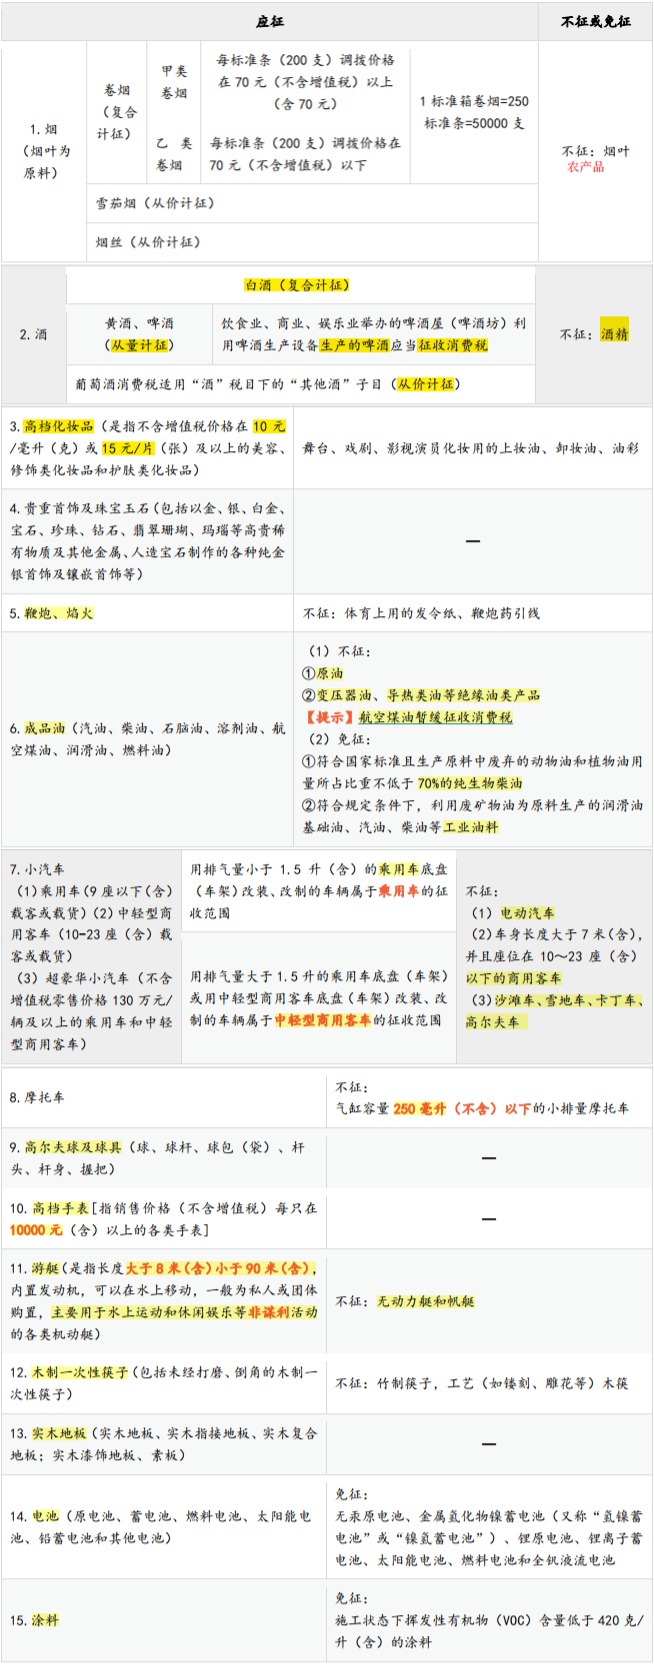 应征
不征或免征
1.烟
（烟叶为
原料）
卷烟
（复合
计征）
甲类
卷烟
每标准条（200支）调拨价格
在70元（不含增值税）以上
（含70元）
乙 类
卷烟
每标准条（200支）调拨价格在
70元（不含增值税）以下
1标准箱卷烟=250
标准条=50000支
雪茄烟（从价计征）
烟丝（从价计征）
不征：烟叶
农产品
2.酒
白酒（复合计征）
黄酒、啤酒
（从量计征）
饮食业、商业、娱乐业举办的啤酒屋（啤酒坊）利
用啤酒生产设备生产的啤酒应当征收消费税
葡萄酒消费税适用“酒”税目下的“其他酒”子目（从价计征）
不征：酒精
3.高档化妆品（是指不含增值税价格在10元
/毫升（克）或15元/片（张）及以上的美容、
修饰类化妆品和护肤类化妆品）
舞台、戏剧、影视演员化妆用的上妆油、卸妆油、油彩
4.贵重首饰及珠宝玉石（包括以金、银、白金、
宝石、珍珠、钻石、翡翠珊瑚、玛瑙等高贵稀
有物质及其他金属、人造宝石制作的各种纯金
银首饰及镶嵌首饰等）
—
5.鞭炮、焰火
不征：体育上用的发令纸、鞭炮药引线
6.成品油（汽油、柴油、石脑油、溶剂油、航
空煤油、润滑油、燃料油）
（1）不征：
①原油
②变压器油、导热类油等绝缘油类产品
【提示】航空煤油暂缓征收消费税
（2）免征：
①符合国家标准且生产原料中废弃的动物油和植物油用
量所占比重不低于70%的纯生物柴油
②符合规定条件下，利用废矿物油为原料生产的润滑油
基础油、汽油、柴油等工业油料
7.小汽车
（1）乘用车（9座以下（含）
载客或载货）（2）中轻型商
用客车（10-23座（含）载
客或载货）
（3）超豪华小汽车（不含
增值税零售价格130万元/
辆及以上的乘用车和中轻
型商用客车）
用排气量小于1.5升（含）的乘用车底盘
（车架）改装、改制的车辆属于乘用车的征
收范围
用排气量大于1.5升的乘用车底盘（车架）
或用中轻型商用客车底盘（车架）改装、改
制的车辆属于中轻型商用客车的征收范围
不征：
（1）电动汽车
（2）车身长度大于7米（含），
并且座位在10～23座（含）
以下的商用客车
（3）沙滩车、雪地车、卡丁车、
高尔夫车
8.摩托车
不征：
气缸容量250毫升（不含）以下的小排量摩托车
9.高尔夫球及球具（球、球杆、球包（袋）、杆
头、杆身、握把）
—
10.高档手表[指销售价格（不含增值税）每只在
10000元（含）以上的各类手表]
—
11.游艇（是指长度大于8米（含）小于90米（含），
内置发动机，可以在水上移动，一般为私人或团体
购置，主要用于水上运动和休闲娱乐等非谋利活动
的各类机动艇）
不征：无动力艇和帆艇
12.木制一次性筷子（包括未经打磨、倒角的木制一
次性筷子）
不征：竹制筷子，工艺（如镂刻、雕花等）木筷
13.实木地板（实木地板、实木指接地板、实木复合
地板；实木漆饰地板、素板）
—
14.电池（原电池、蓄电池、燃料电池、太阳能电
池、铅蓄电池和其他电池）
免征：
无汞原电池、金属氢化物镍蓄电池（又称“氢镍蓄
电池”或“镍氢蓄电池”）、锂原电池、锂离子蓄
电池、太阳能电池、燃料电池和全钒液流电池
15.涂料
免征：
施工状态下挥发性有机物（VOC）含量低于420克/
升（含）的涂料